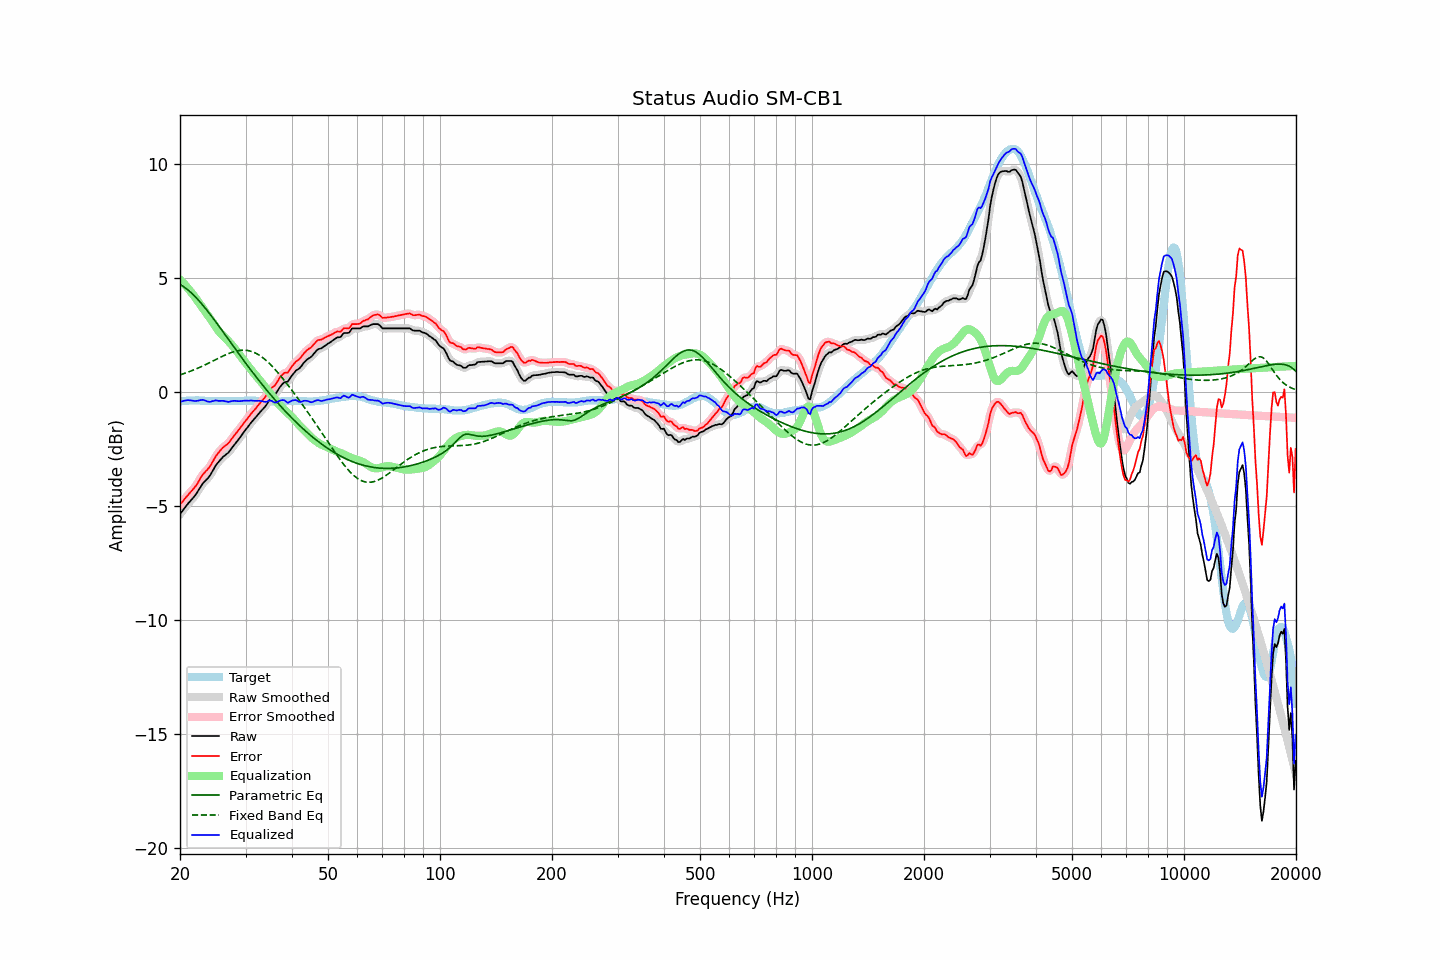 Status Audio SM-CB1
Amplitude (dBr)
10
5
0
−5
−10
−15
−20
Target
Raw Smoothed
Error Smoothed
Raw
Error
Equalization
Parametric Eq
Fixed Band Eq
Equalized
20 50 100 200 500 1000 2000 5000 10000 20000
Frequency (Hz)